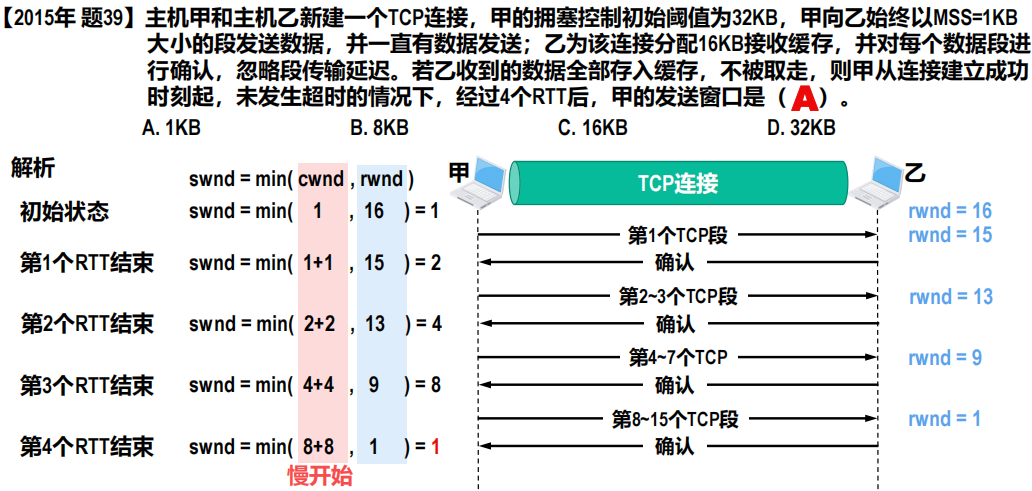 【2015年 题39】主机甲和主机乙新建一个TCP连接，甲的拥塞控制初始阈值为32KB，甲向乙始终以MSS=1KB
大小的段发送数据，并一直有数据发送；乙为该连接分配16KB接收缓存，并对每个数据段进
行确认，忽略段传输延迟。若乙收到的数据全部存入缓存，不被取走，则甲从连接建立成功
时刻起，未发生超时的情况下，经过4个RTT后，甲的发送窗口是（ A ）。
A. 1KB B. 8KB C. 16KB D. 32KB
解析
swnd = min( cwnd , rwnd )
甲 TCP连接 乙
初始状态 swnd = min( 1 , 16 ) = 1 rwnd = 16
第1个TCP段 rwnd = 15
第1个RTT结束 swnd = min( 1+1 , 15 ) = 2 确认
第2~3个TCP段 rwnd = 13
第2个RTT结束 swnd = min( 2+2 , 13 ) = 4 确认
第4~7个TCP rwnd = 9
第3个RTT结束 swnd = min( 4+4 , 9 ) = 8 确认
第8~15个TCP段 rwnd = 1
第4个RTT结束 swnd = min( 8+8 , 1 ) = 1 确认
慢开始